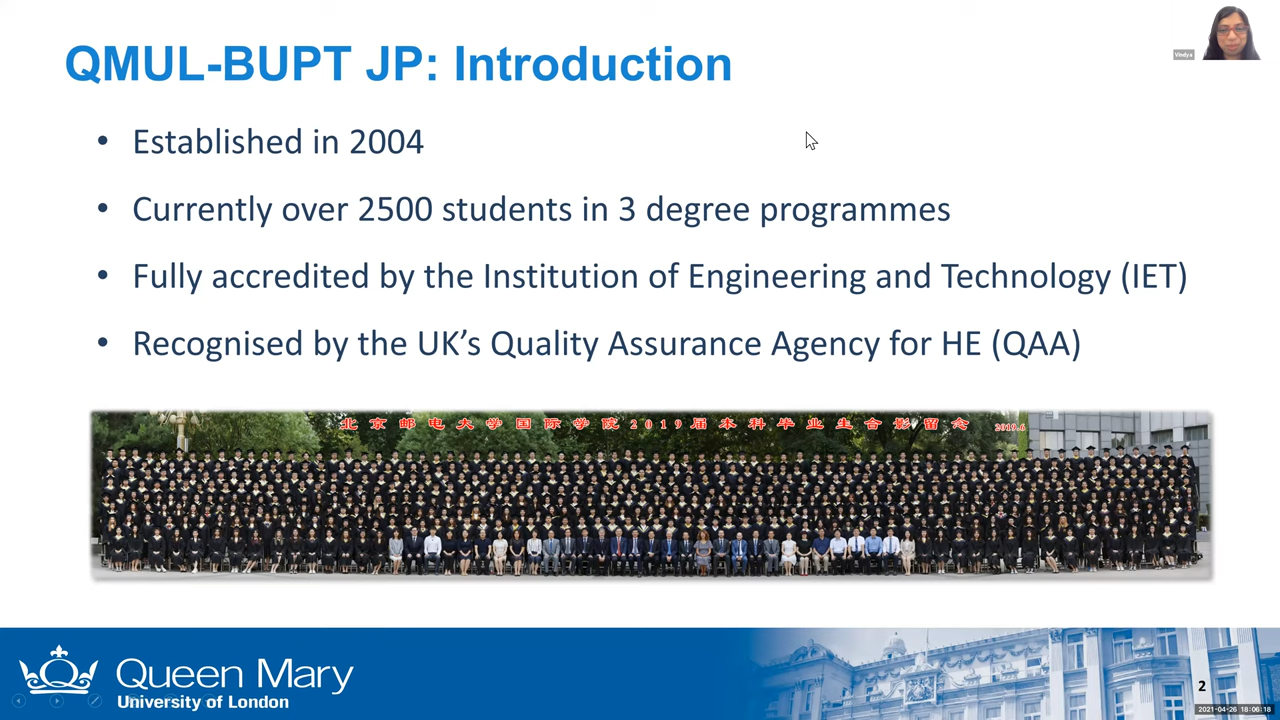 QMUL-BUPT JP: Introduction
Vindya
• Established in 2004
• Currently over 2500 students in 3 degree programmes
• Fully accredited by the Institution of Engineering and Technology (IET)
• Recognised by the UK's Quality Assurance Agency for HE (QAA)
北京邮电大学国际学院2019届本科毕业生合影留念 2019.6
Queen Mary
University of London
2
2021-04-26 18:06:18